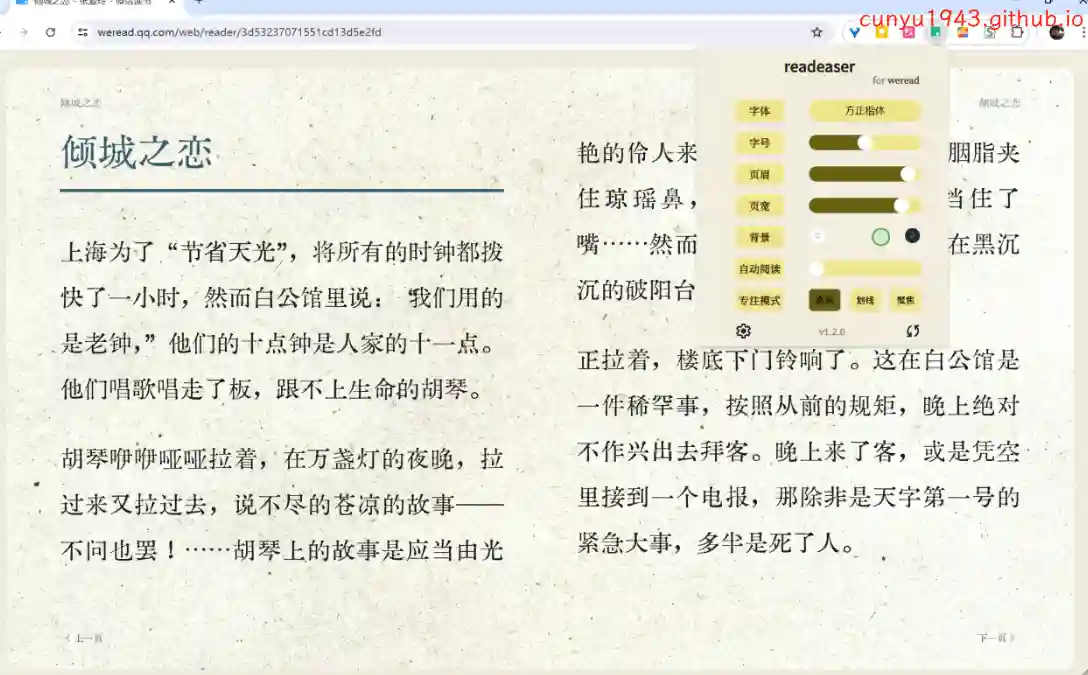 倾城之恋 - 张爱玲 - 微信读书
cunyu1943.github.io
weread.qq.com/web/reader/3d53237071551cd13d5e2fd
倾城之恋
倾城之恋
上海为了“节省天光”，将所有的时钟都拨
快了一小时，然而白公馆里说：“我们用的
是老钟，”他们的十点钟是人家的十一点。
他们唱歌唱走了板，跟不上生命的胡琴。
胡琴咿咿哑哑拉着，在万盏灯的夜晚，拉
过来又拉过去，说不尽的苍凉的故事——
不问也罢！……胡琴上的故事是应当由光
倾城之恋
艳的伶人来
胭脂夹
住琼瑶鼻，
当住了
嘴……然而
在黑沉
沉的破阳台
正拉着，楼底下门铃响了。这在白公馆是
一件稀罕事，按照从前的规矩，晚上绝对
不作兴出去拜客。晚上来了客，或是凭空
里接到一个电报，那除非是天字第一号的
紧急大事，多半是死了人。
readeaser
for weread
字体 方正楷体
字号
页眉
页宽
背景
自动阅读
专注模式 高亮 划线 聚焦
v1.2.0
上一页
下一页